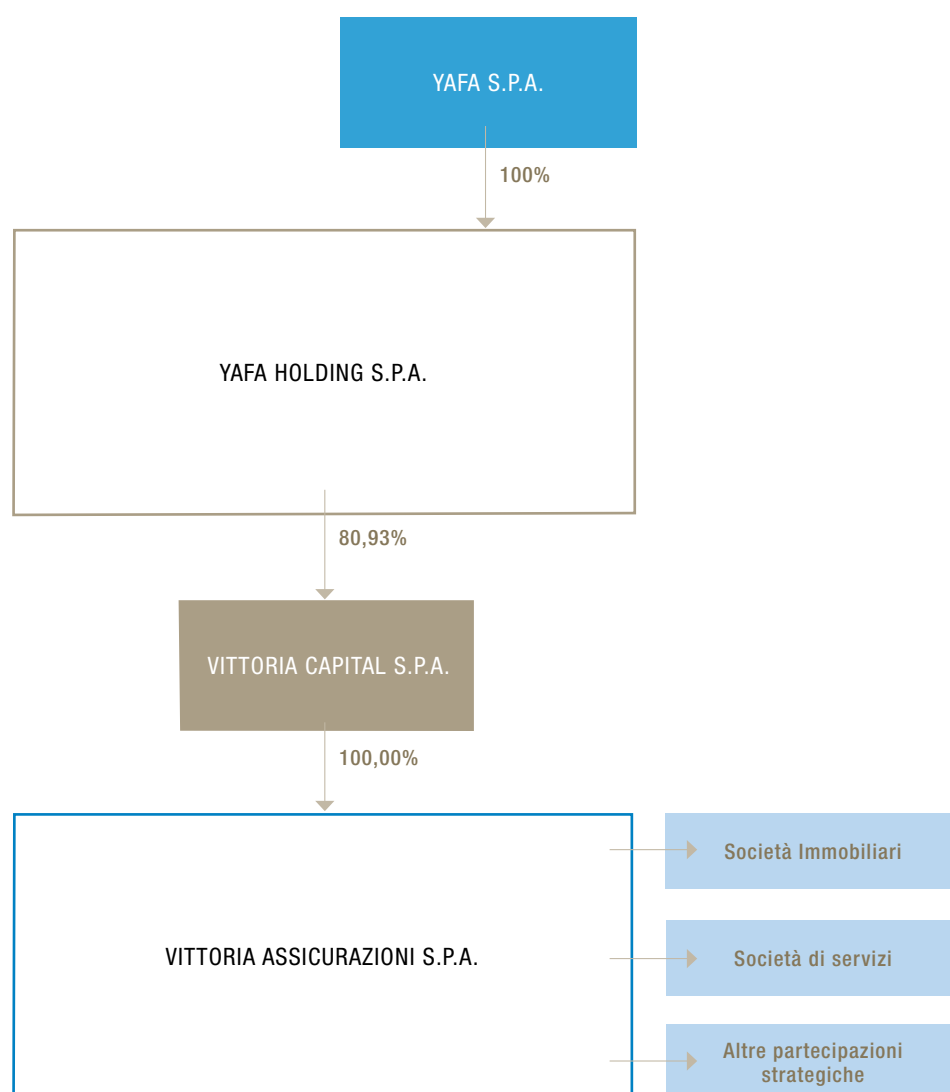 YAFA S.P.A.
100%
YAFA HOLDING S.P.A.
80,93%
VITTORIA CAPITAL S.P.A.
100,00%
Società Immobiliari
VITTORIA ASSICURAZIONI S.P.A.
Società di servizi
Altre partecipazioni
strategiche